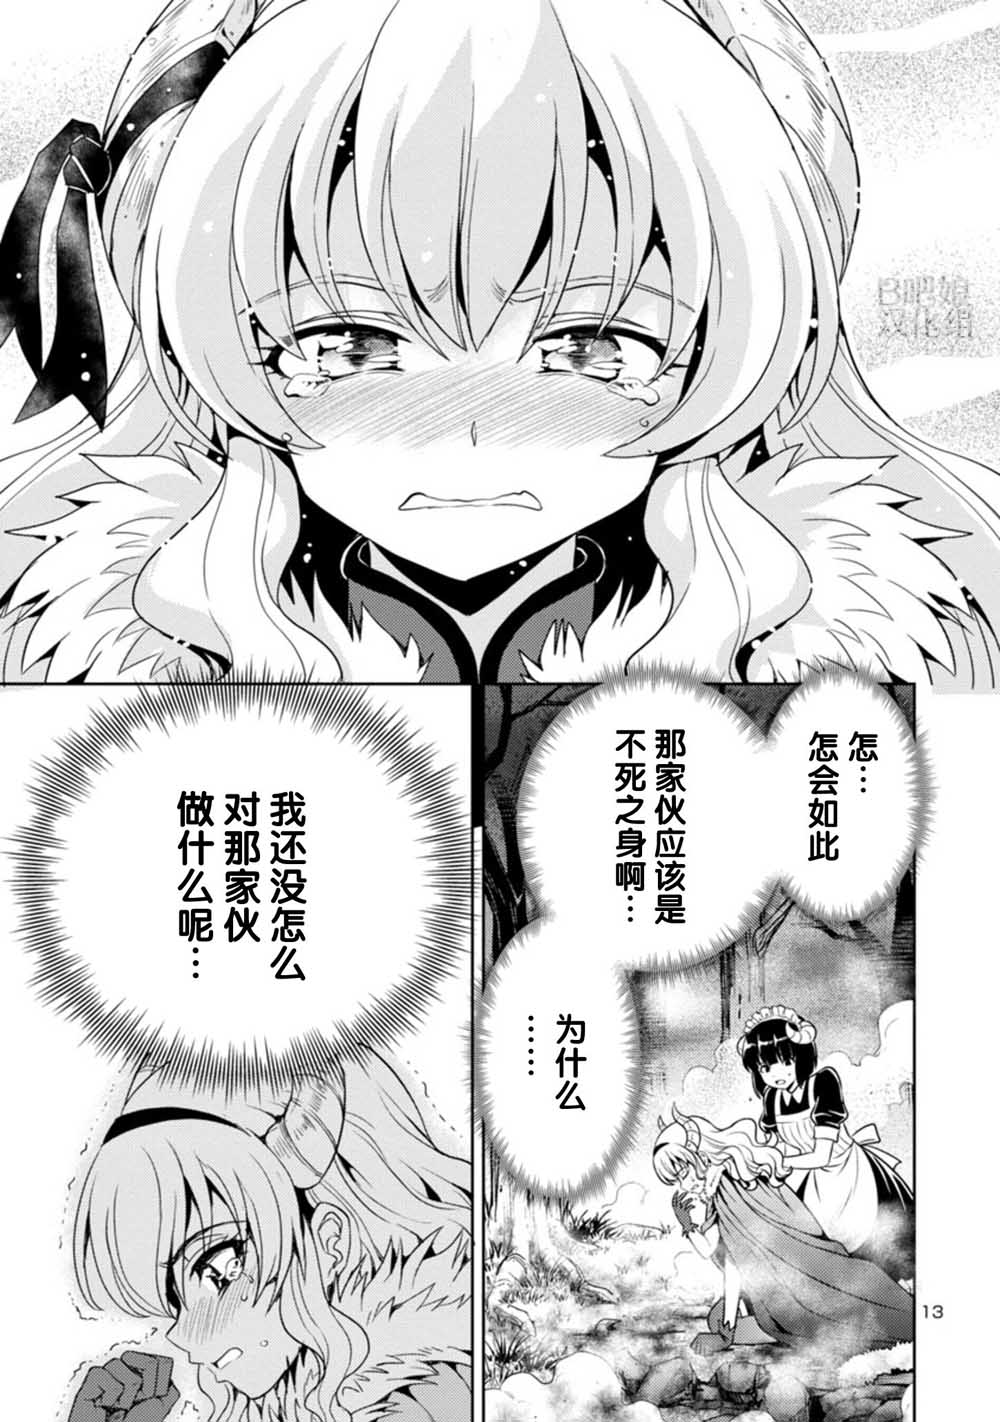 B吧娘
汉化组
怎…
怎会如此
那家伙应该是
不死之身啊…
为什么
……
我还没怎么
对那家伙
做什么呢…
13